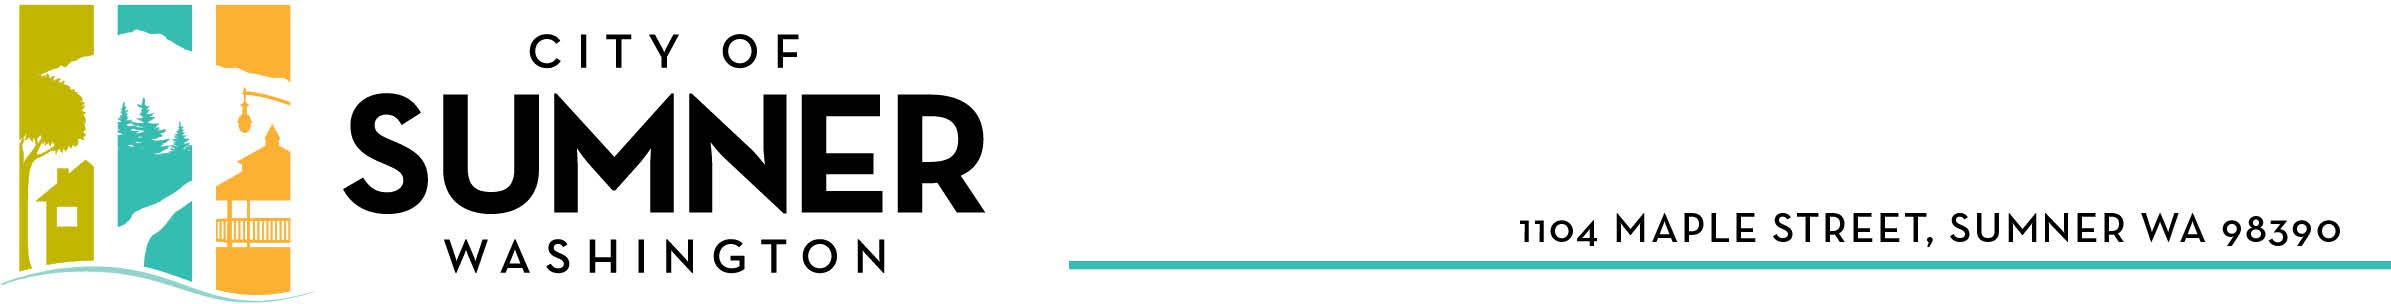 CITY OF
SUMNER
WASHINGTON
1104 MAPLE STREET, SUMNER WA 98390